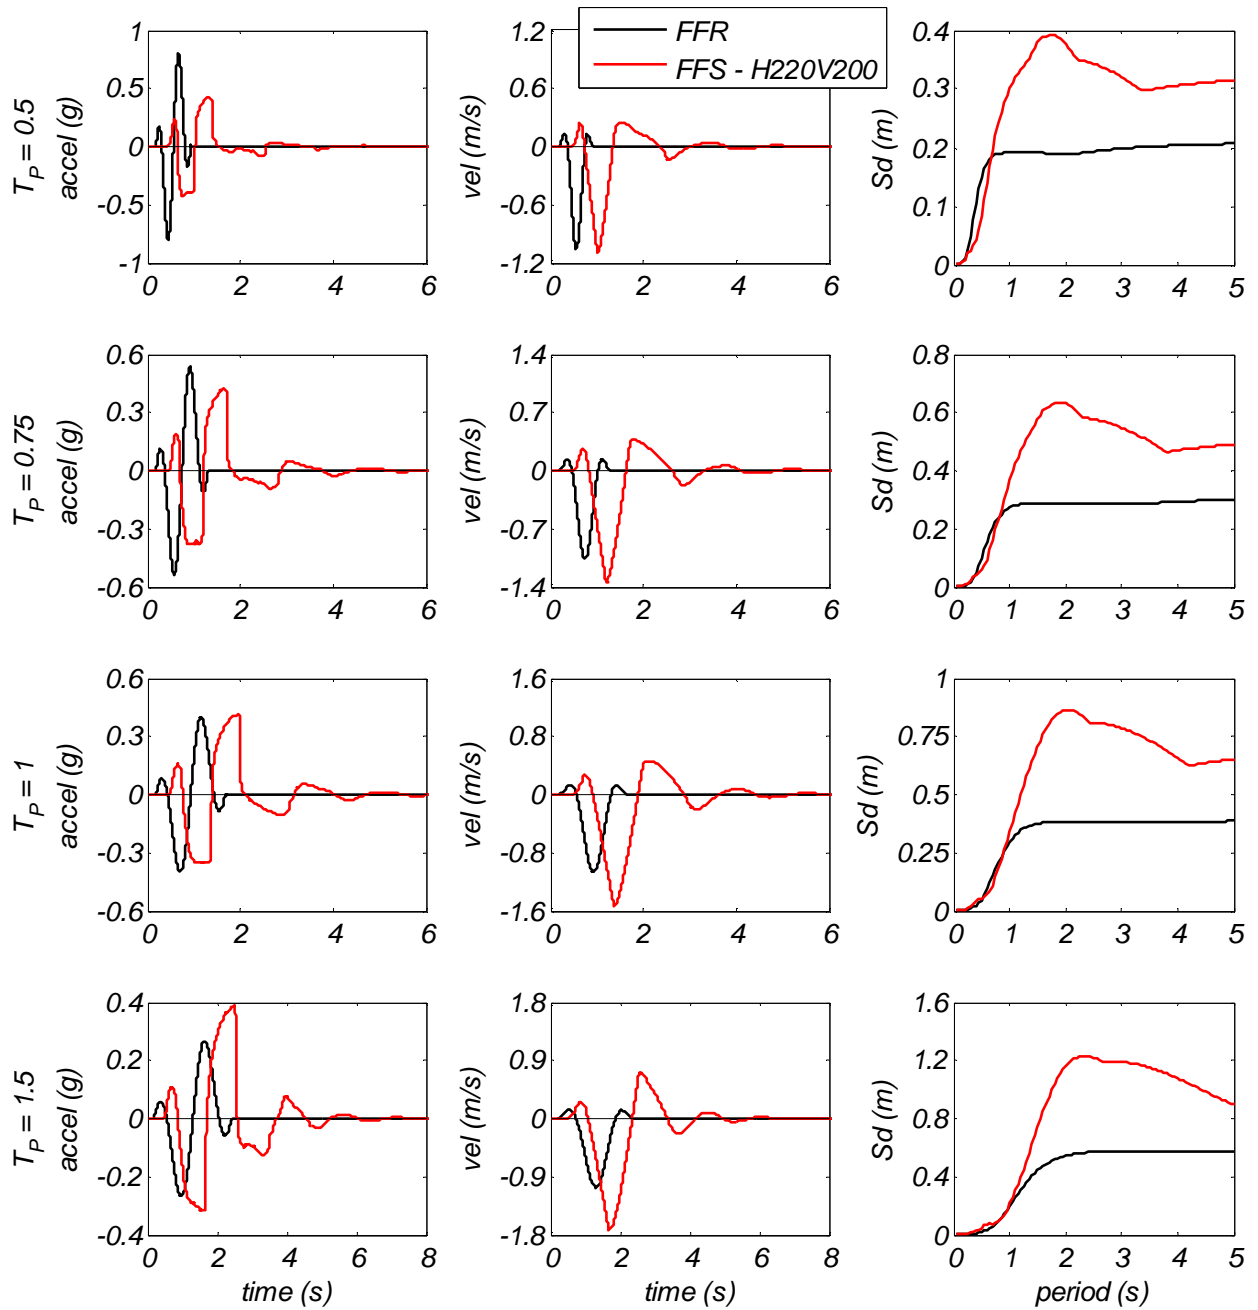 FFR
FFS - H220V200
T_P = 0.5
accel (g)
1
0.5
0
-0.5
-1
0 2 4 6
vel (m/s)
1.2
0.6
0
-0.6
-1.2
0 2 4 6
Sd (m)
0.4
0.3
0.2
0.1
0
0 1 2 3 4 5
T_P = 0.75
accel (g)
0.6
0.3
0
-0.3
-0.6
0 2 4 6
vel (m/s)
1.4
0.7
0
-0.7
-1.4
0 2 4 6
Sd (m)
0.8
0.6
0.4
0.2
0
0 1 2 3 4 5
T_P = 1
accel (g)
0.6
0.3
0
-0.3
-0.6
0 2 4 6
vel (m/s)
1.6
0.8
0
-0.8
-1.6
0 2 4 6
Sd (m)
1
0.75
0.5
0.25
0
0 1 2 3 4 5
T_P = 1.5
accel (g)
0.4
0.2
0
-0.2
-0.4
0 2 4 6 8
time (s)
vel (m/s)
1.8
0.9
0
-0.9
-1.8
0 2 4 6 8
time (s)
Sd (m)
1.6
1.2
0.8
0.4
0
0 1 2 3 4 5
period (s)